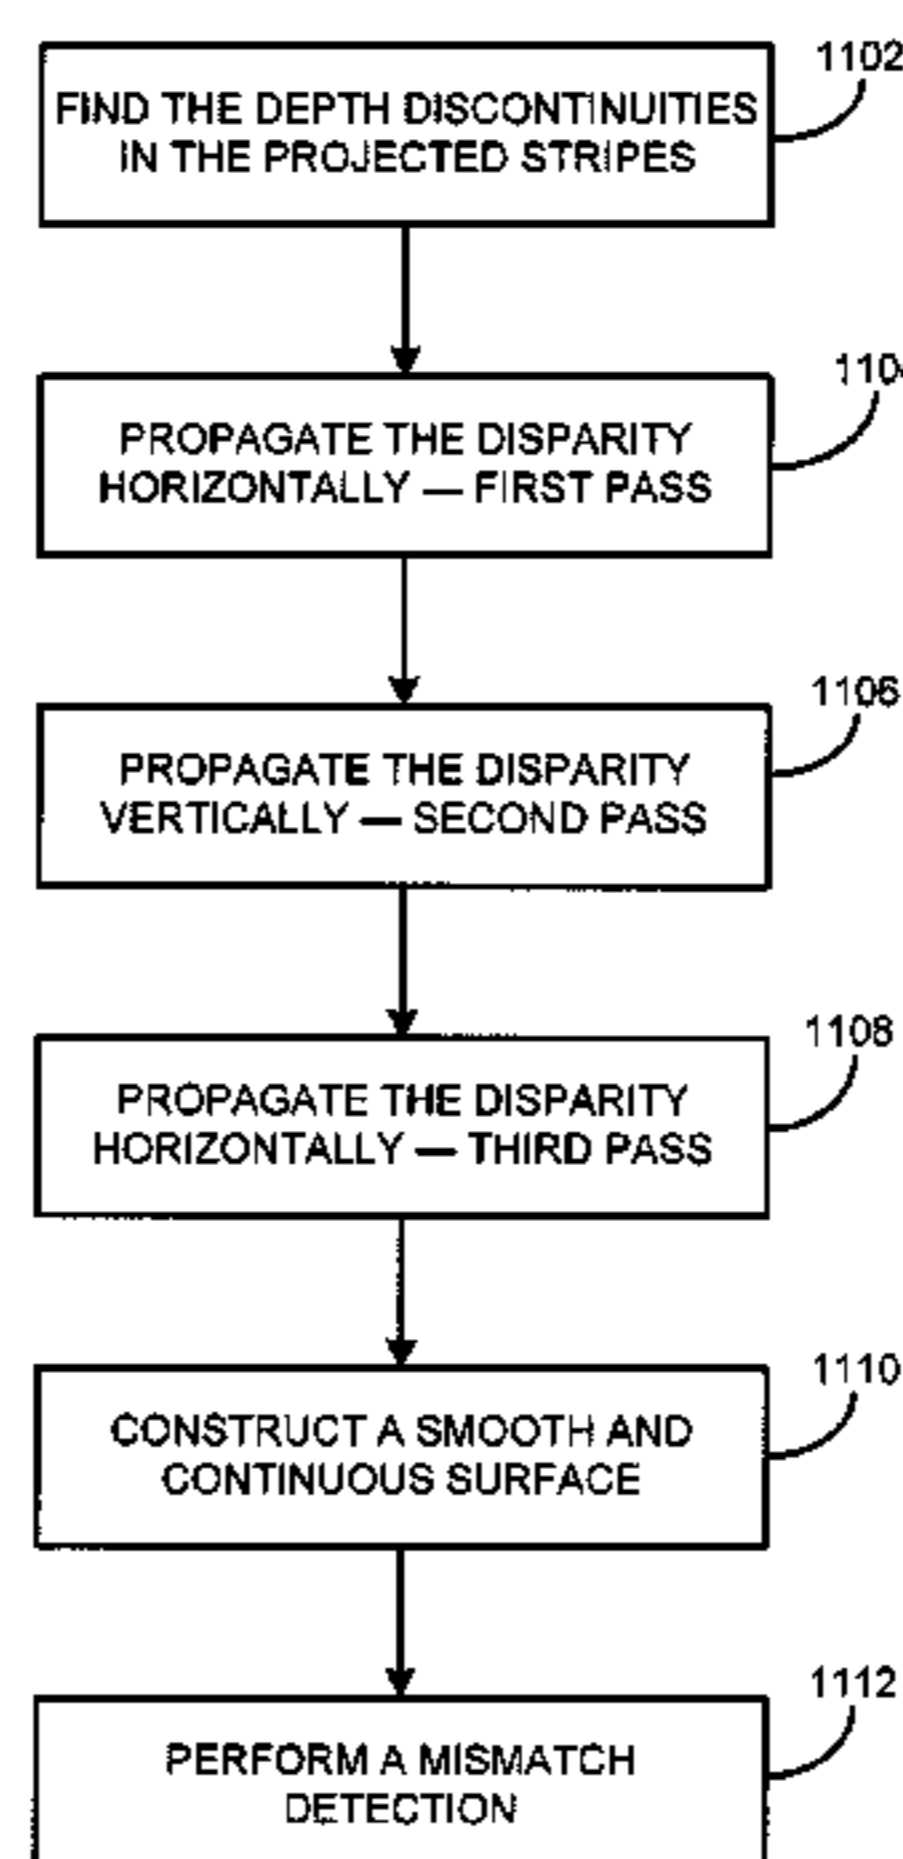 1102
FIND THE DEPTH DISCONTINUITIES
IN THE PROJECTED STRIPES
PROPAGATE THE DISPARITY
HORIZONTALLY — FIRST PASS
1106
PROPAGATE THE DISPARITY
VERTICALLY — SECOND PASS
1108
PROPAGATE THE DISPARITY
HORIZONTALLY — THIRD PASS
1110
CONSTRUCT A SMOOTH AND
CONTINUOUS SURFACE
1112
PERFORM A MISMATCH
DETECTION